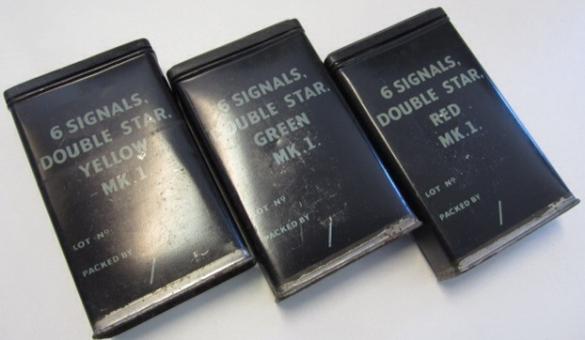 6 SIGNALS,
DOUBLE STAR.
YELLOW
MK.1
LOT Nº
PACKED BY /
6 SIGNALS,
DOUBLE STAR.
GREEN
MK.1.
LOT Nº
PACKED BY /
6 SIGNALS,
DOUBLE STAR.
RED
MK.1.
LOT Nº
PACKED BY /